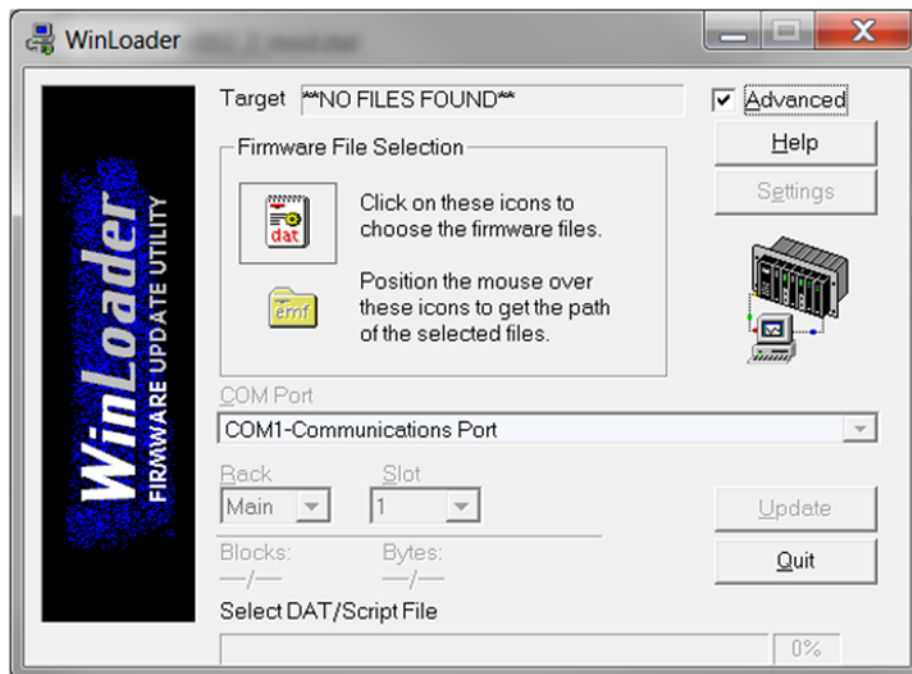 WinLoader
Target **NO FILES FOUND**
Advanced
Help
Settings
Firmware File Selection
dat
Click on these icons to
choose the firmware files.
emf
Position the mouse over
these icons to get the path
of the selected files.
WinLoader
FIRMWARE UPDATE UTILITY
COM Port
COM1-Communications Port
Rack Slot
Main 1
Update
Blocks: Bytes:
—/— —/—
Quit
Select DAT/Script File
0%